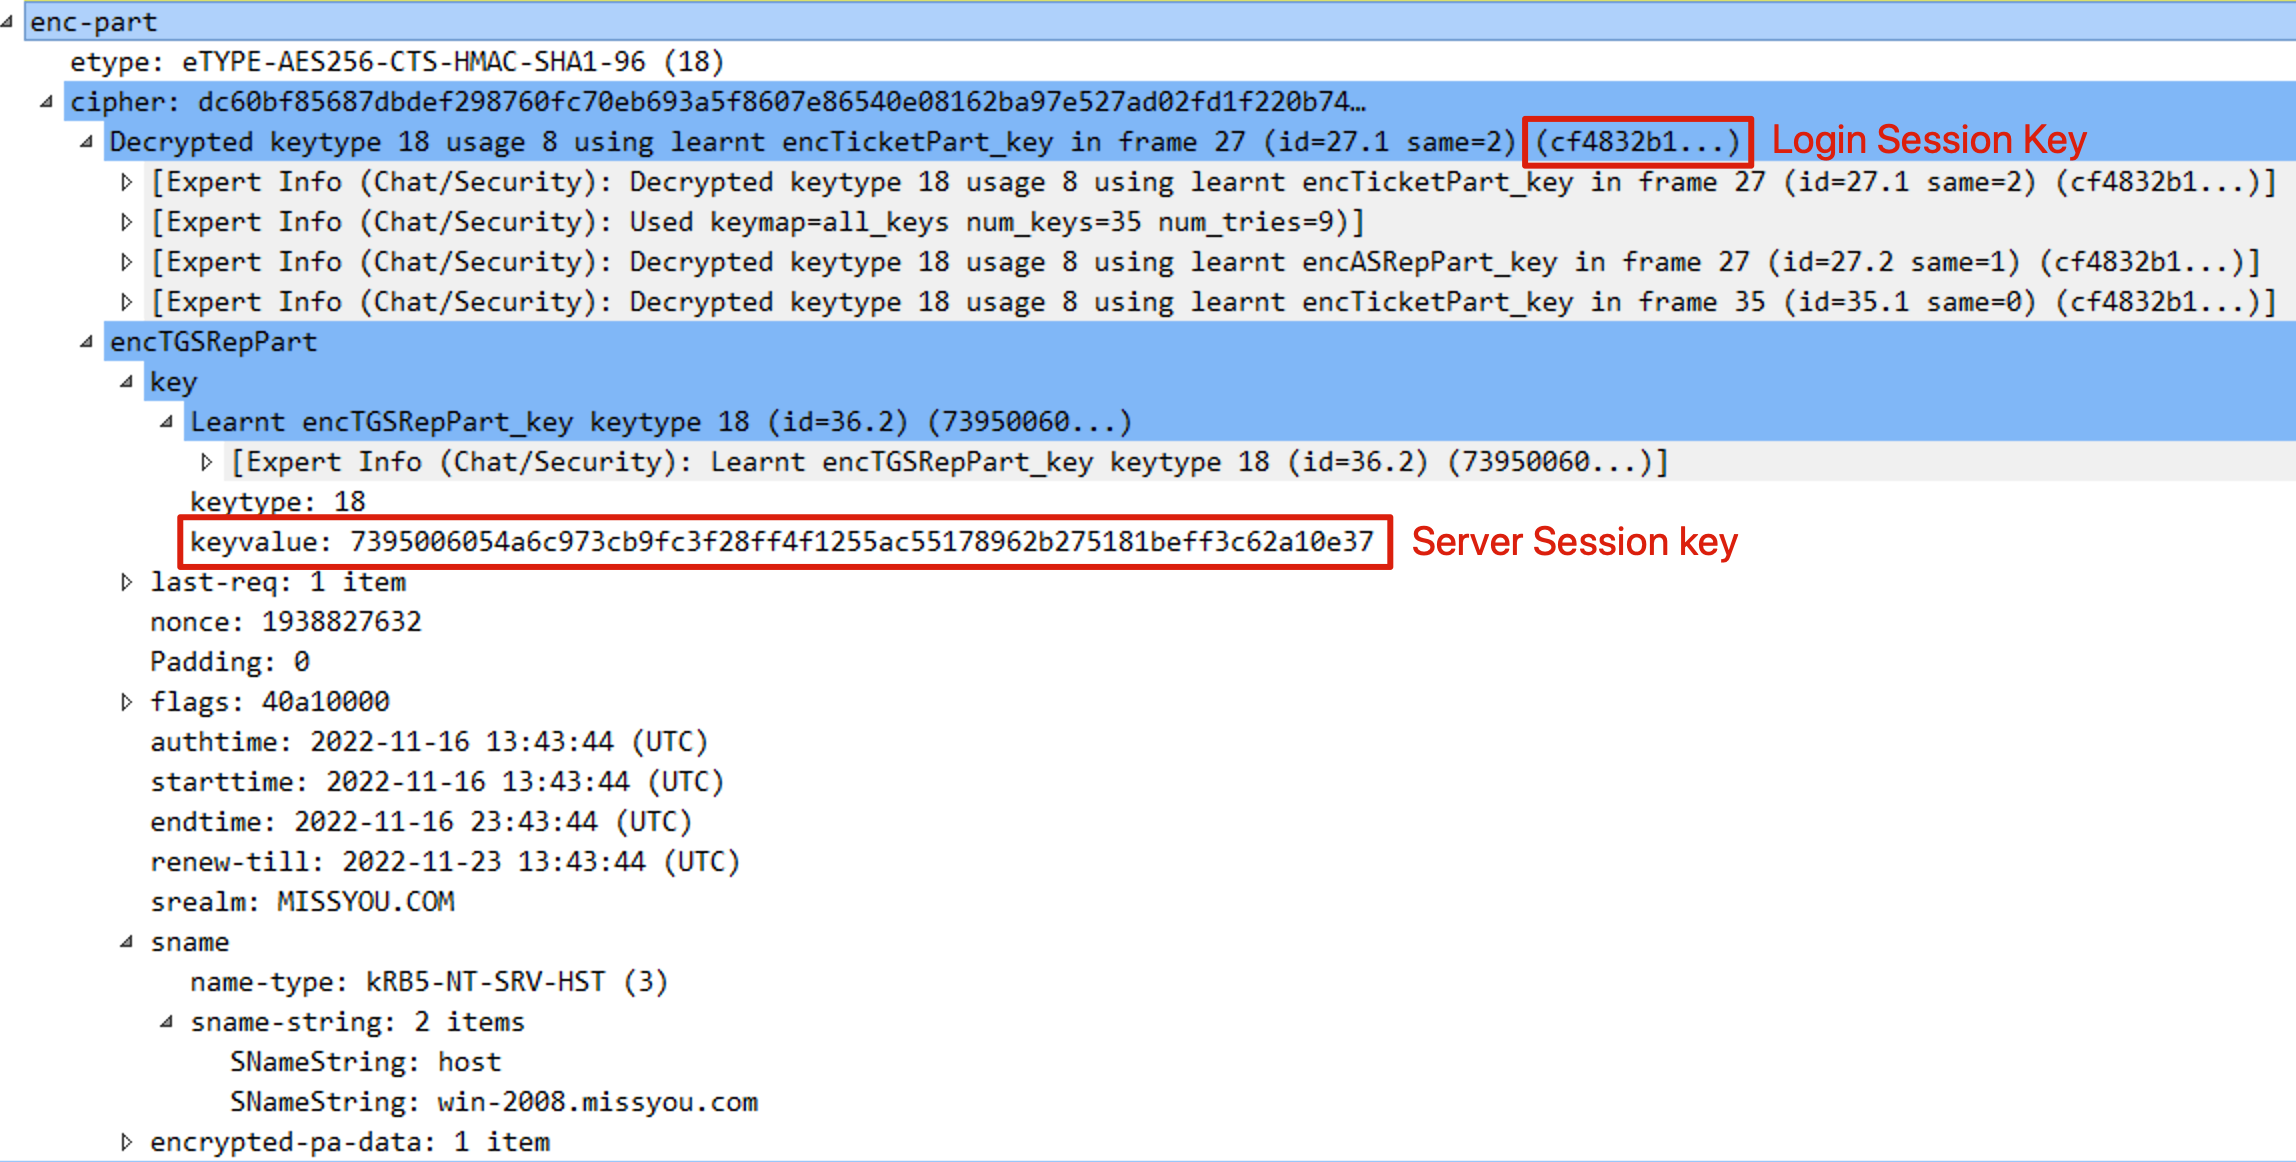 enc-part
etype: eTYPE-AES256-CTS-HMAC-SHA1-96 (18)
cipher: dc60bf85687dbdef298760fc70eb693a5f8607e86540e08162ba97e527ad02fd1f220b74…
Decrypted keytype 18 usage 8 using learnt encTicketPart_key in frame 27 (id=27.1 same=2) (cf4832b1...) Login Session Key
[Expert Info (Chat/Security): Decrypted keytype 18 usage 8 using learnt encTicketPart_key in frame 27 (id=27.1 same=2) (cf4832b1...)]
[Expert Info (Chat/Security): Used keymap=all_keys num_keys=35 num_tries=9)]
[Expert Info (Chat/Security): Decrypted keytype 18 usage 8 using learnt encASRepPart_key in frame 27 (id=27.2 same=1) (cf4832b1...)]
[Expert Info (Chat/Security): Decrypted keytype 18 usage 8 using learnt encTicketPart_key in frame 35 (id=35.1 same=0) (cf4832b1...)]
encTGSRepPart
key
Learnt encTGSRepPart_key keytype 18 (id=36.2) (73950060...)
[Expert Info (Chat/Security): Learnt encTGSRepPart_key keytype 18 (id=36.2) (73950060...)]
keytype: 18
keyvalue: 7395006054a6c973cb9fc3f28ff4f1255ac55178962b275181beff3c62a10e37 Server Session key
last-req: 1 item
nonce: 1938827632
Padding: 0
flags: 40a10000
authtime: 2022-11-16 13:43:44 (UTC)
starttime: 2022-11-16 13:43:44 (UTC)
endtime: 2022-11-16 23:43:44 (UTC)
renew-till: 2022-11-23 13:43:44 (UTC)
srealm: MISSYOU.COM
sname
name-type: kRB5-NT-SRV-HST (3)
sname-string: 2 items
SNameString: host
SNameString: win-2008.missyou.com
encrypted-pa-data: 1 item